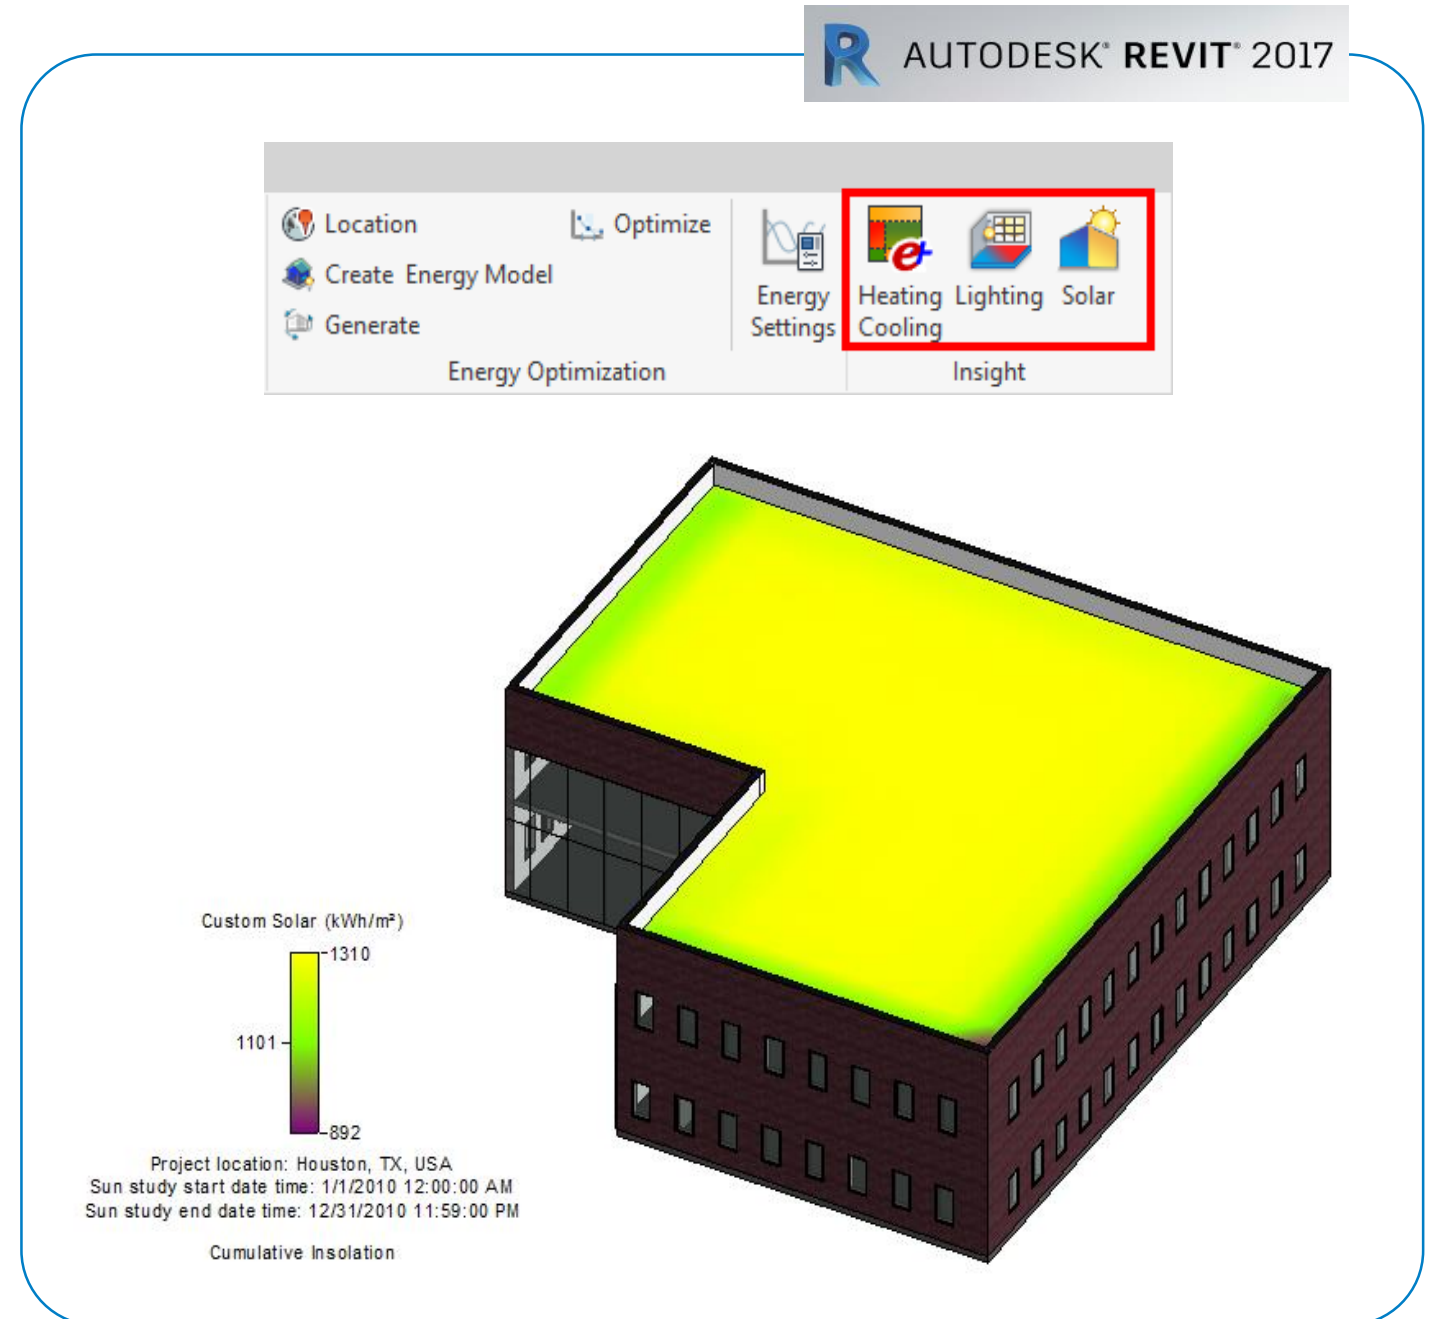 AUTODESK® REVIT® 2017
Location
Optimize
Create Energy Model
Generate
Energy
Settings
Heating
Cooling
Lighting
Solar
Energy Optimization
Insight
Custom Solar (kWh/m²)
1310
1101
892
Project location: Houston, TX, USA
Sun study start date time: 1/1/2010 12:00:00 AM
Sun study end date time: 12/31/2010 11:59:00 PM
Cumulative Insolation